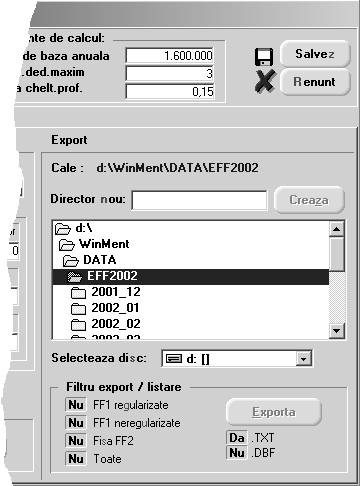 nte de calcul:
de baza anuala 1.600.000
.ded.maxim 3
a chelt.prof. 0,15
Salvez
Renunt
Export
Cale : d:\WinMent\DATA\EFF2002
Director nou:
Creaza
d:\
WinMent
DATA
EFF2002
2001_12
2002_01
2002_02
Selecteaza disc: d: []
Filtru export / listare
Nu FF1 regularizate
Nu FF1 neregularizate
Nu Fisa FF2
Nu Toate
Exporta
Da .TXT
Nu .DBF